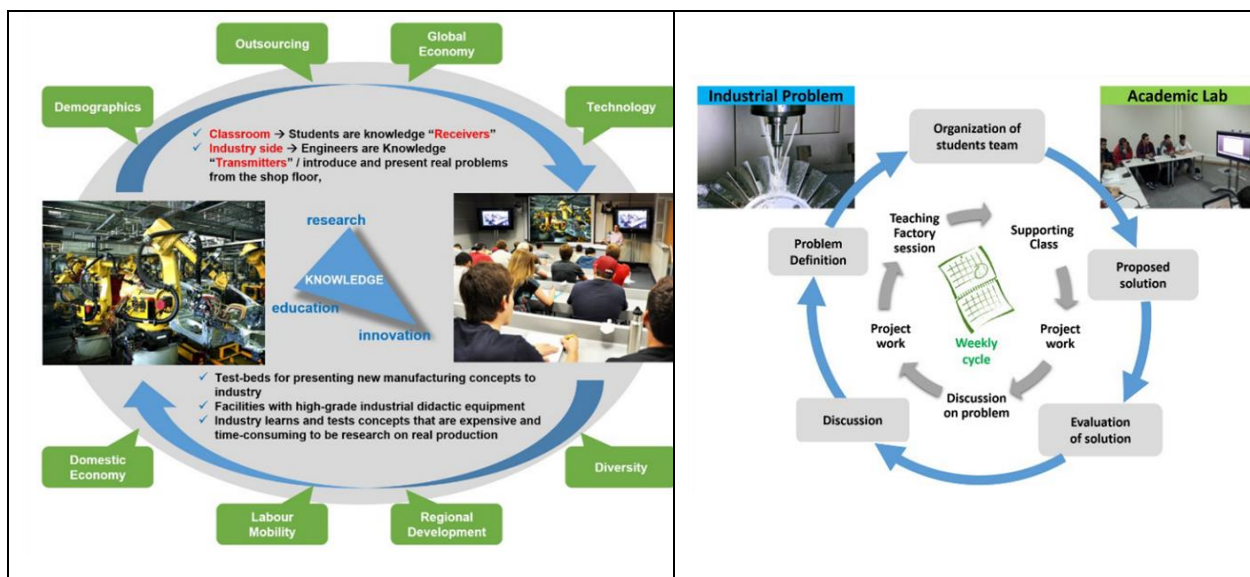 Outsourcing
Global
Economy
Demographics
Technology
✓ Classroom → Students are knowledge “Receivers”
✓ Industry side → Engineers are Knowledge
“Transmitters” / introduce and present real problems
from the shop floor,
research
KNOWLEDGE
education
innovation
✓ Test-beds for presenting new manufacturing concepts to
industry
✓ Facilities with high-grade industrial didactic equipment
✓ Industry learns and tests concepts that are expensive and
time-consuming to be research on real production
Domestic
Economy
Diversity
Labour
Mobility
Regional
Development
Industrial Problem
Academic Lab
Organization of
students team
Teaching
Factory
session
Supporting
Class
Problem
Definition
Proposed
solution
Project
work
Weekly
cycle
Project
work
Discussion
on problem
Discussion
Evaluation
of solution